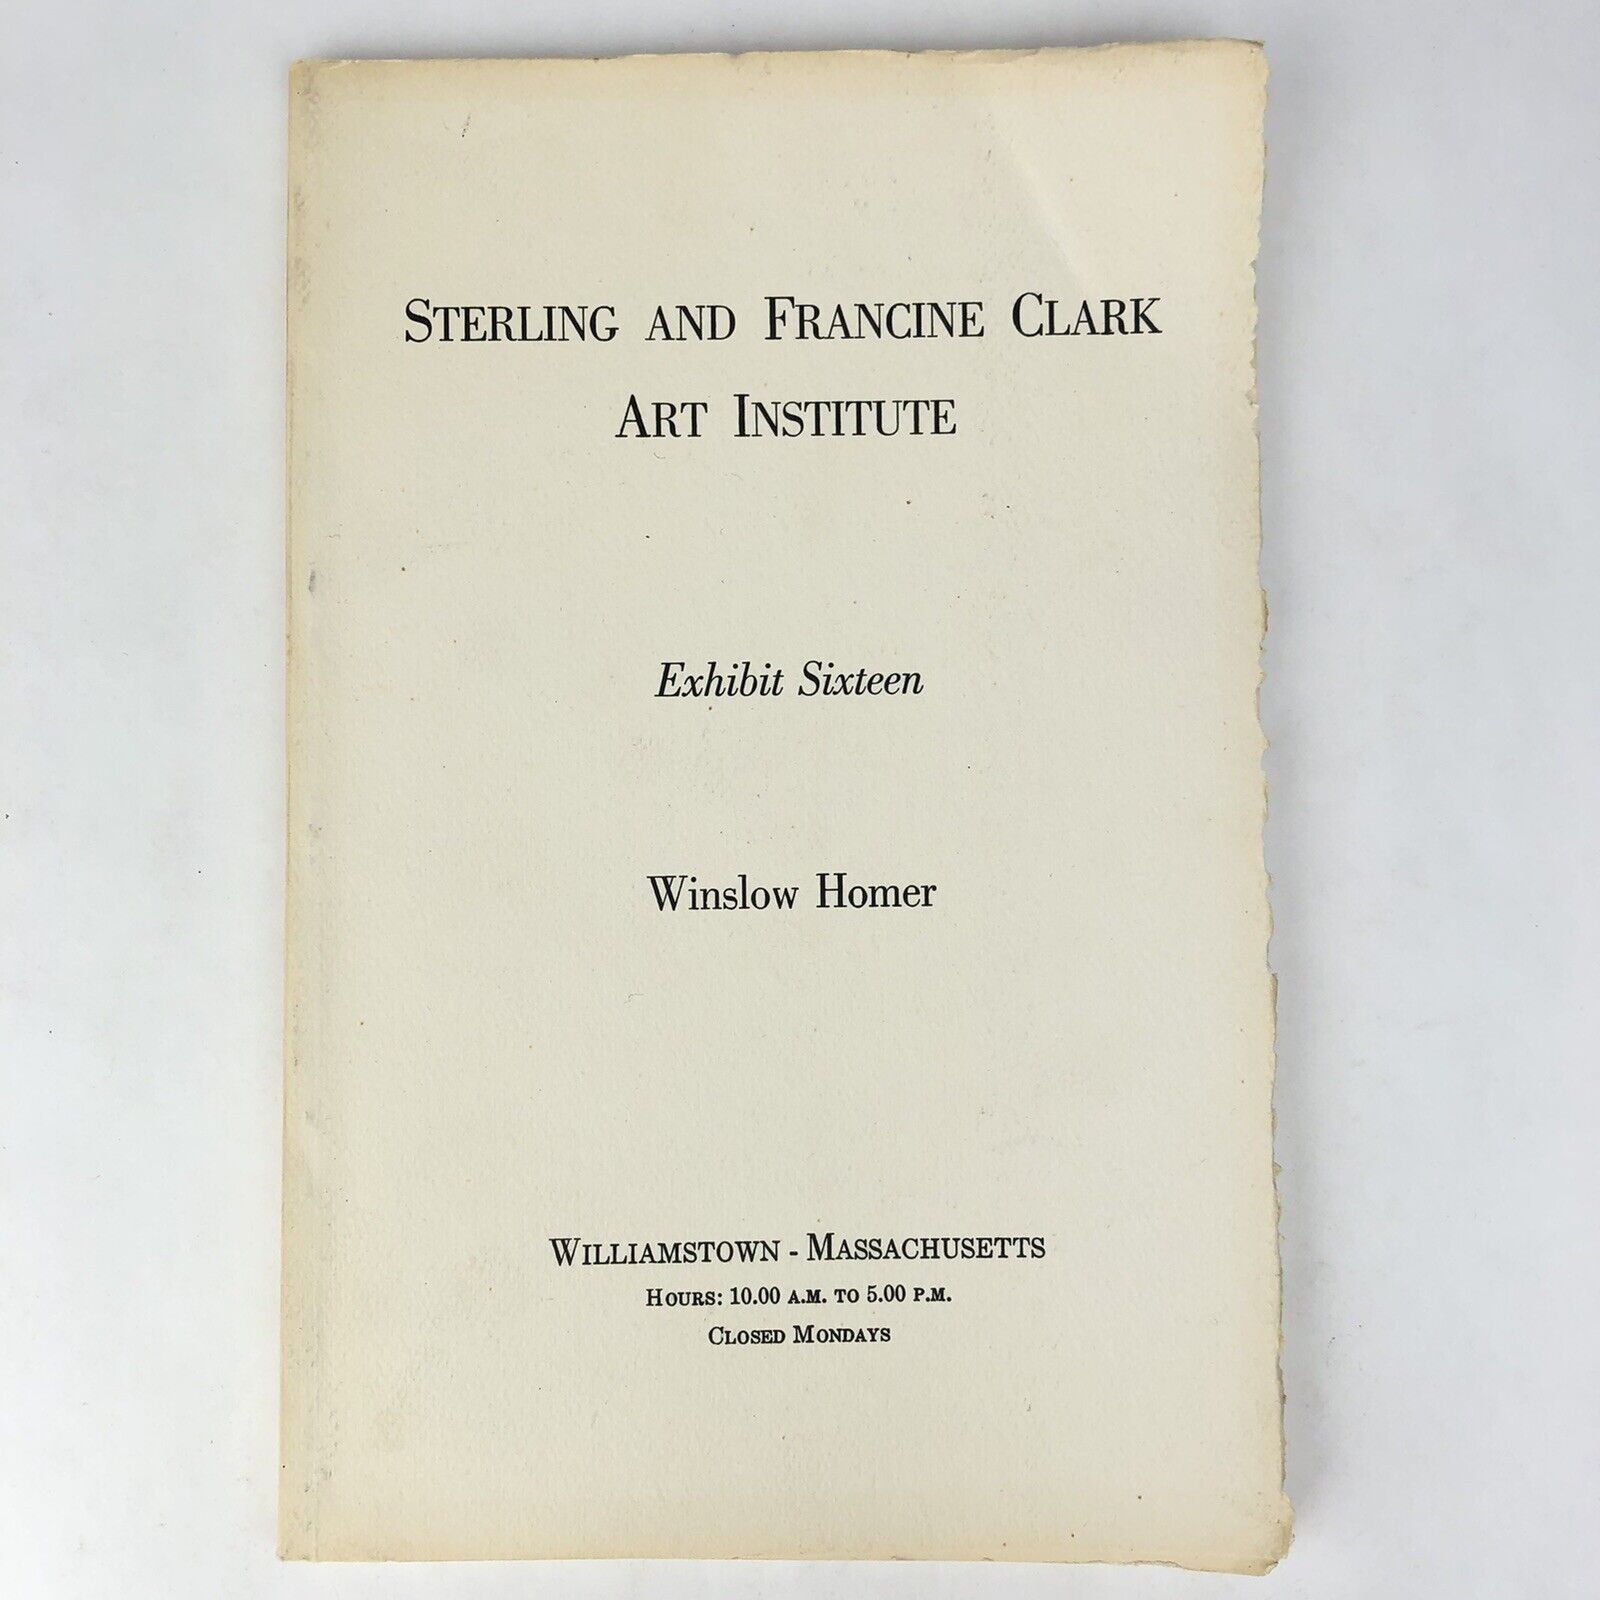 STERLING AND FRANCINE CLARK
ART INSTITUTE
Exhibit Sixteen
Winslow Homer
WILLIAMSTOWN - MASSACHUSETTS
HOURS: 10.00 A.M. TO 5.00 P.M.
CLOSED MONDAYS